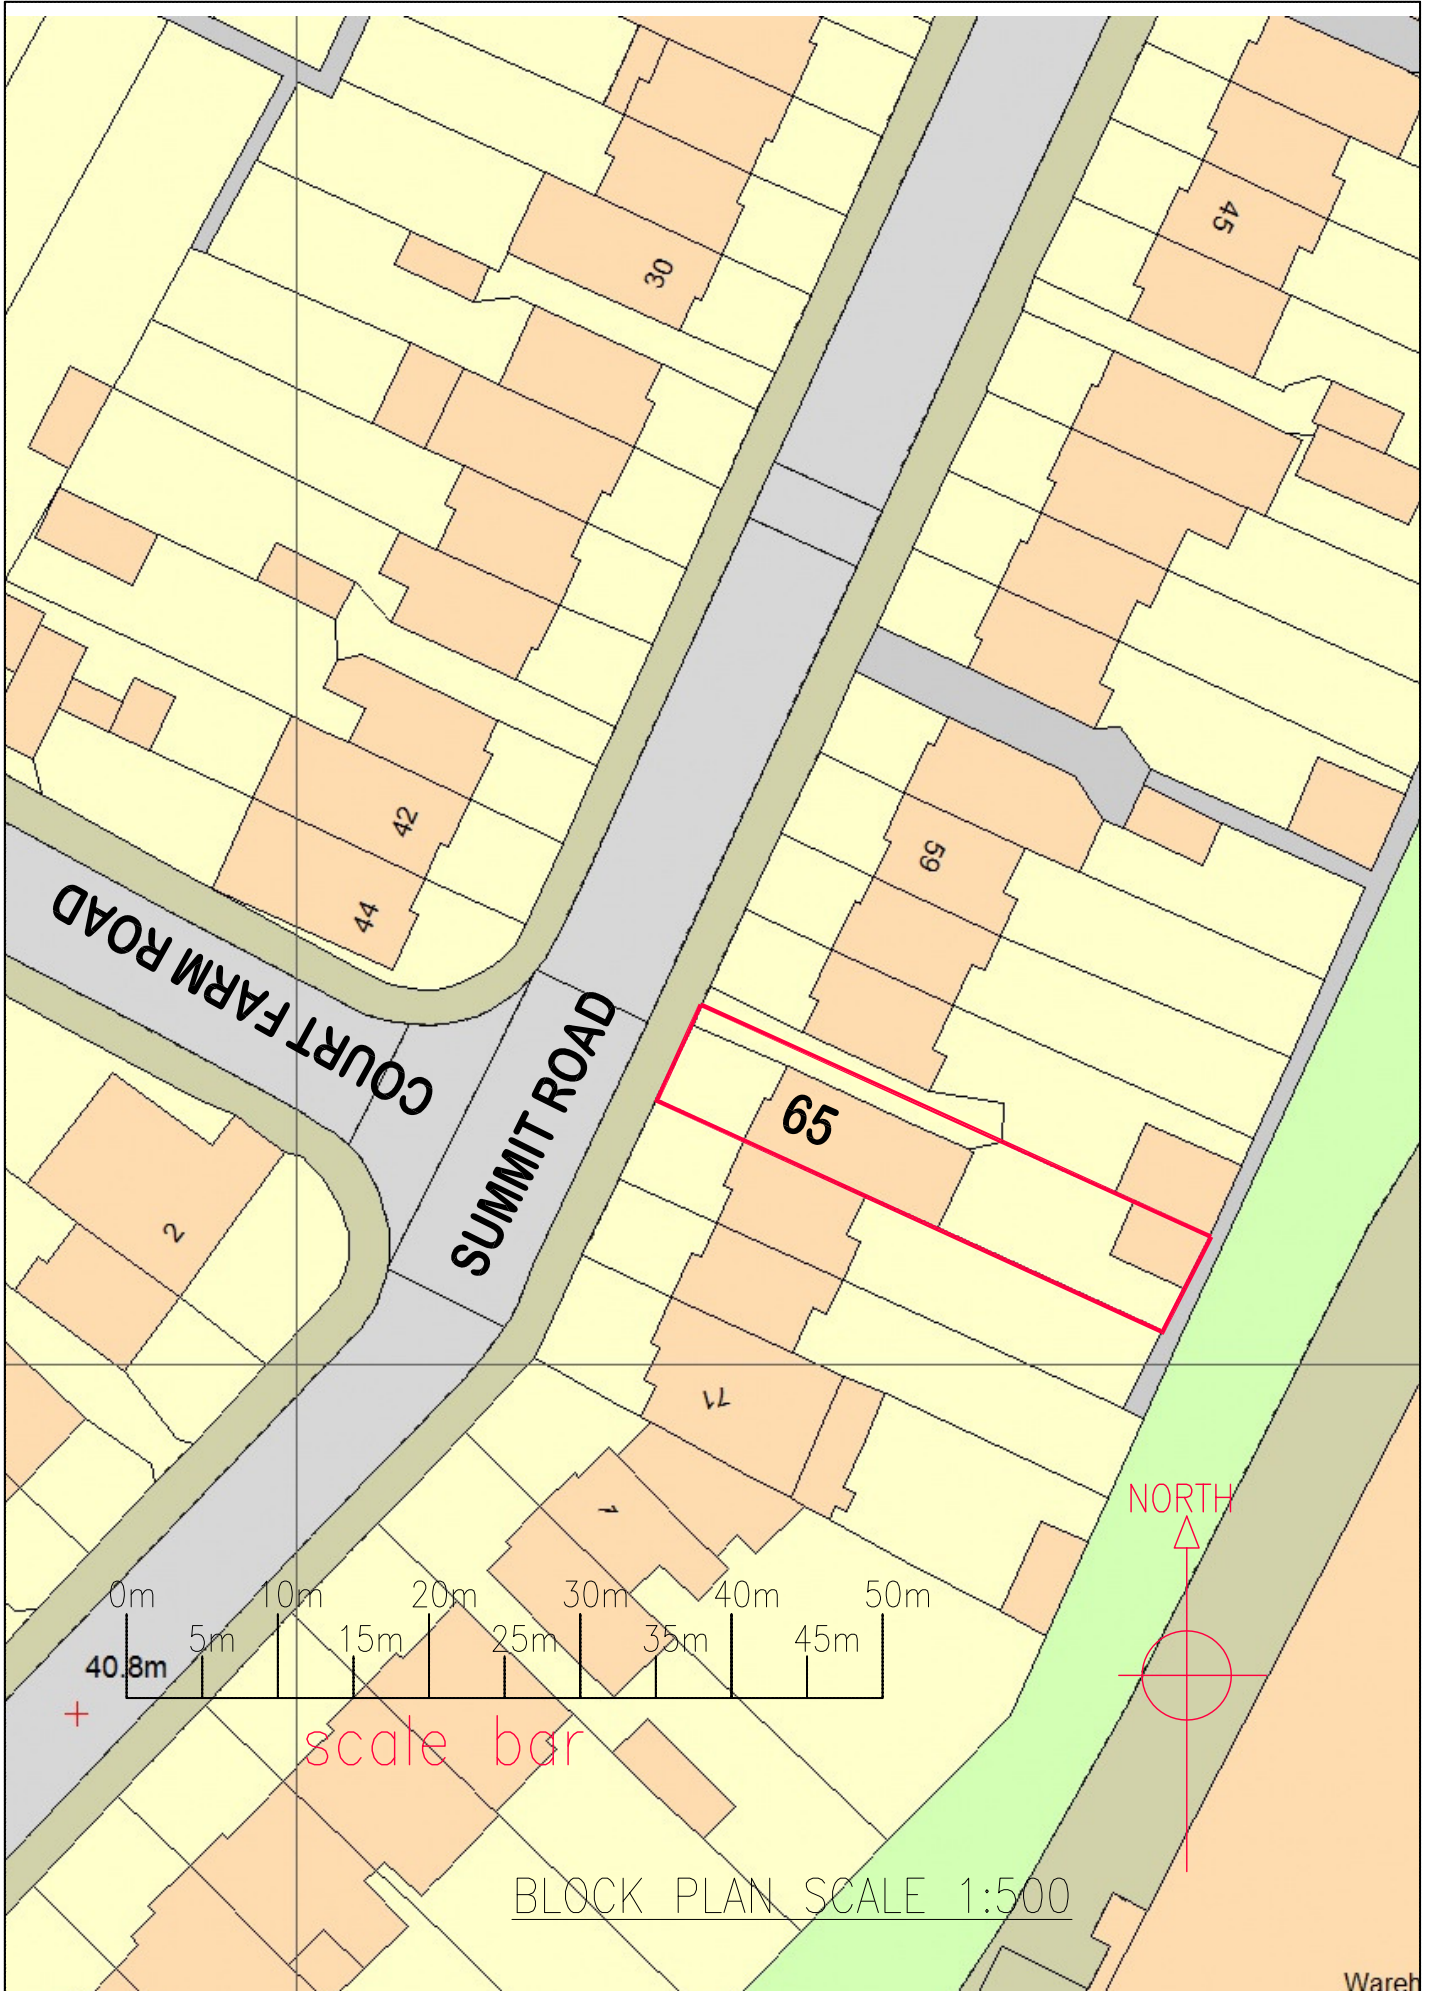 45
30
59
42
44
COURT FARM ROAD
SUMMIT ROAD
65
2
71
1
NORTH
0m 10m 20m 30m 40m 50m
5m 15m 25m 35m 45m
40.8m
scale bar
BLOCK PLAN SCALE 1:500
Wareh